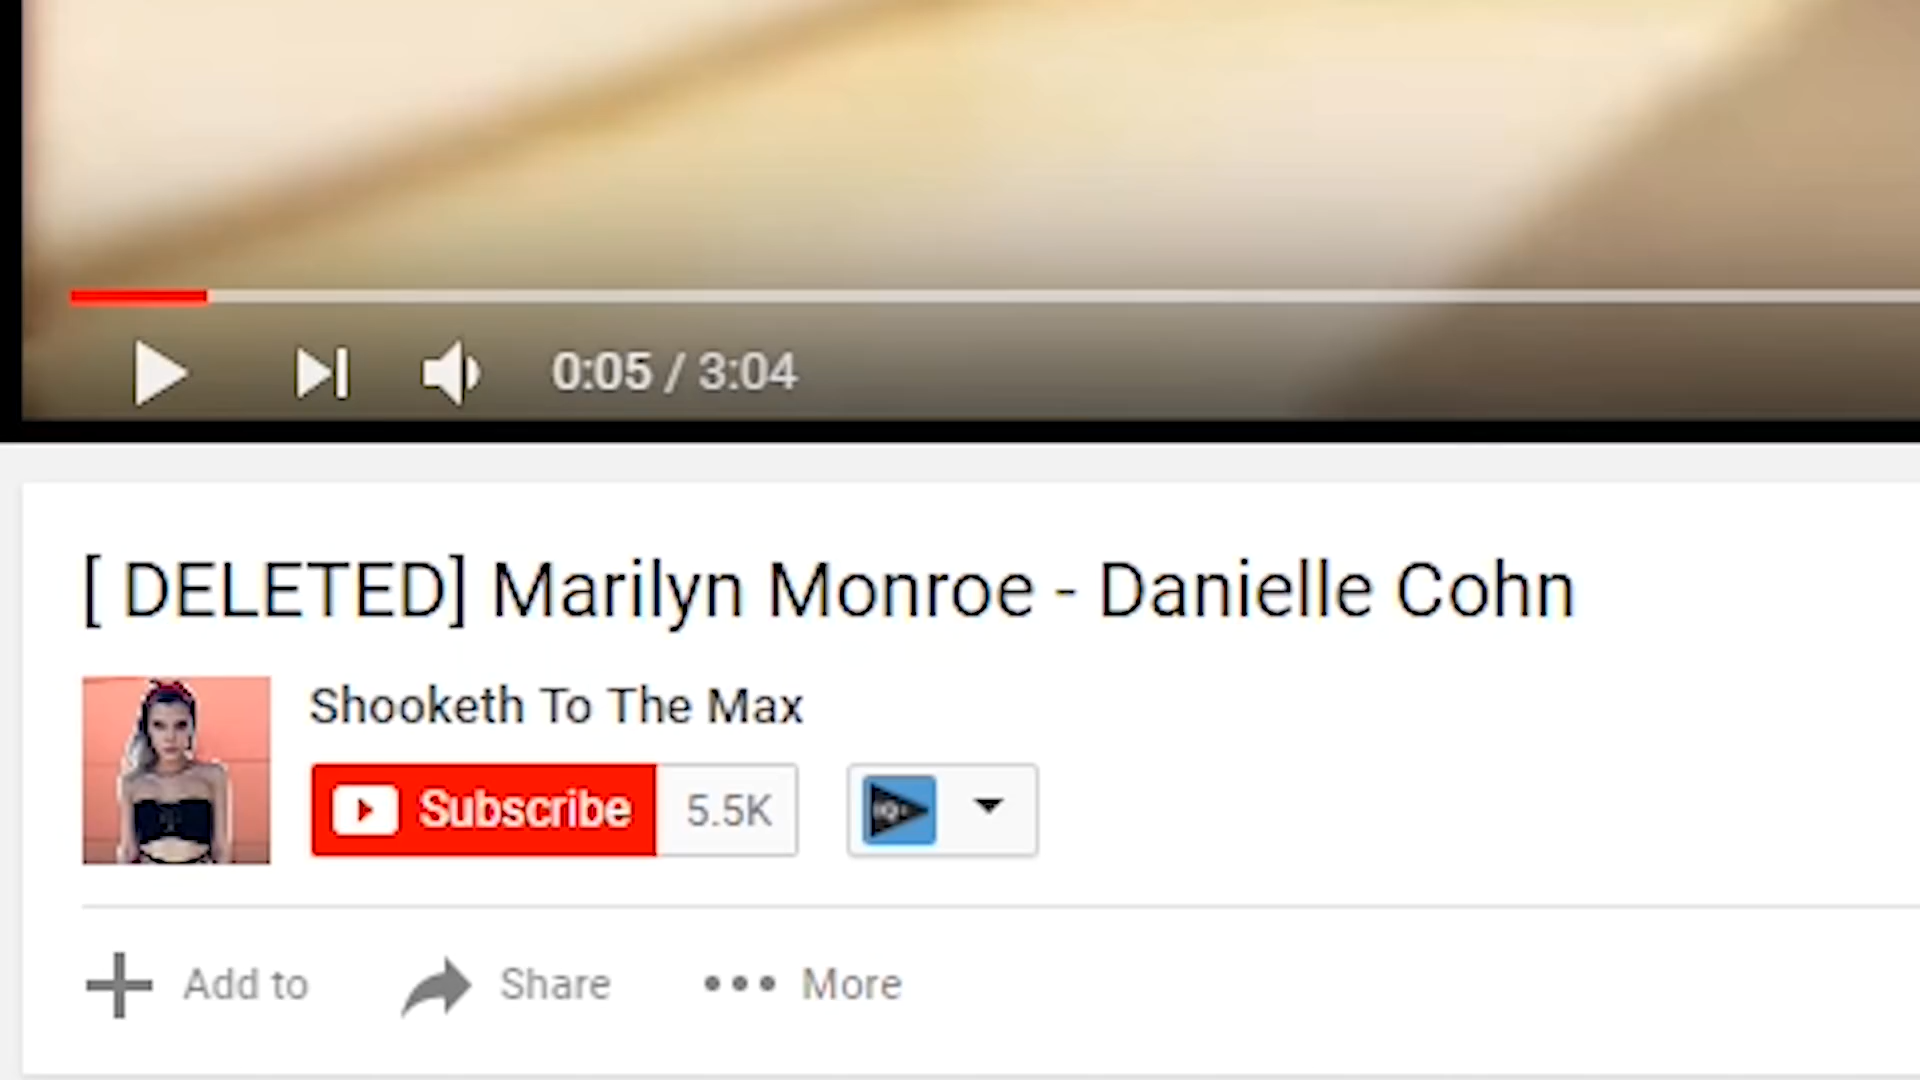 0:05 / 3:04
[ DELETED] Marilyn Monroe - Danielle Cohn
Shooketh To The Max
Subscribe 5.5K
Add to Share More